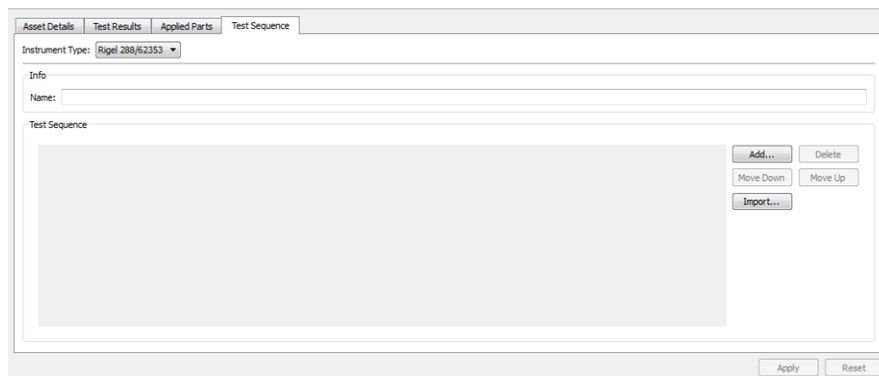 Asset Details Test Results Applied Parts Test Sequence
Instrument Type: Rigel 288/62353
Info
Name:
Test Sequence
Add... Delete
Move Down Move Up
Import...
Apply Reset